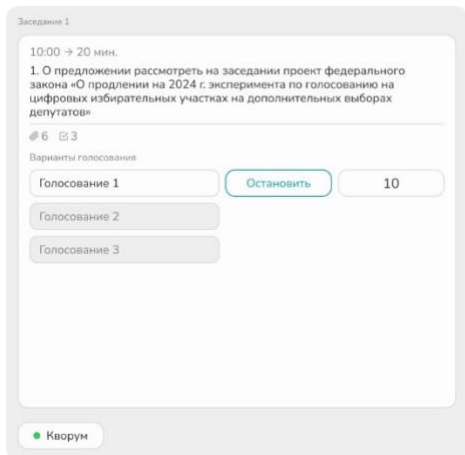 Заседание 1
10:00 → 20 мин.
1. О предложении рассмотреть на заседании проект федерального
закона «О продлении на 2024 г. эксперимента по голосованию на
цифровых избирательных участках на дополнительных выборах
депутатов»
6 3
Варианты голосования
Голосование 1 Остановить 10
Голосование 2
Голосование 3
Кворум